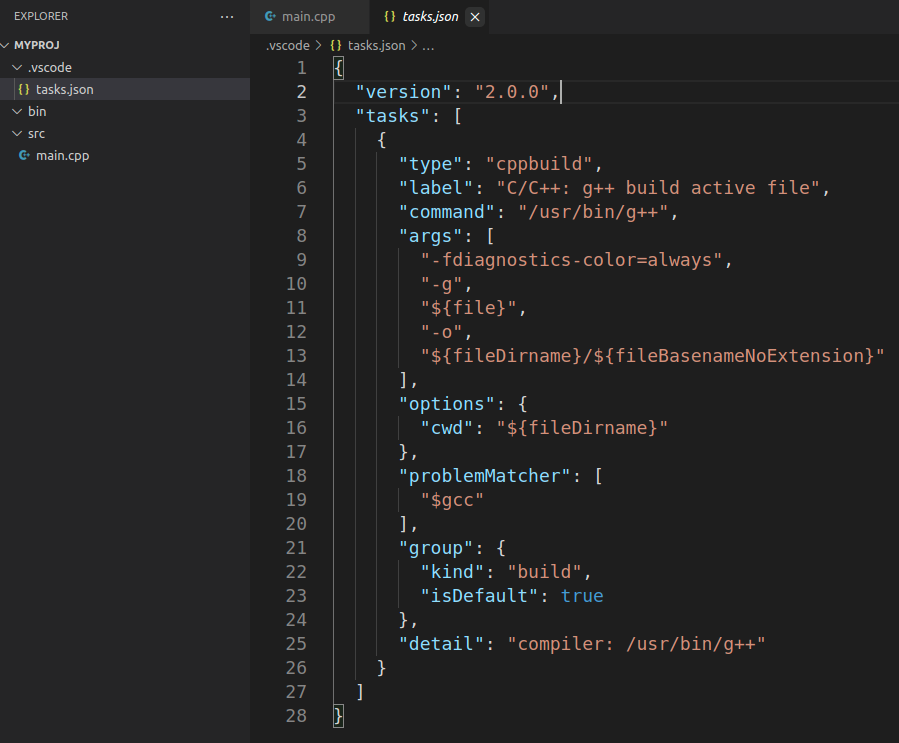 EXPLORER ...
MYPROJ
.vscode
{} tasks.json
bin
src
main.cpp
main.cpp {} tasks.json
.vscode > {} tasks.json > ...
1 {
2 "version": "2.0.0",
3 "tasks": [
4 {
5 "type": "cppbuild",
6 "label": "C/C++: g++ build active file",
7 "command": "/usr/bin/g++",
8 "args": [
9 "-fdiagnostics-color=always",
10 "-g",
11 "${file}",
12 "-o",
13 "${fileDirname}/${fileBasenameNoExtension}"
14 ],
15 "options": {
16 "cwd": "${fileDirname}"
17 },
18 "problemMatcher": [
19 "$gcc"
20 ],
21 "group": {
22 "kind": "build",
23 "isDefault": true
24 },
25 "detail": "compiler: /usr/bin/g++"
26 }
27 ]
28 }